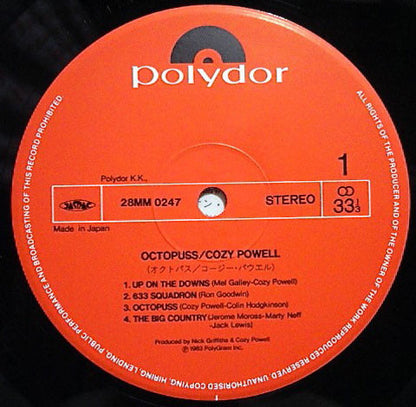 polydor
Polydor K.K.,
1
28MM 0247
STEREO
33 1/3
Made in Japan
OCTOPUSS/COZY POWELL
(オクトパス/コージー・パウエル)
1. UP ON THE DOWNS (Mel Galley-Cozy Powell)
2. 633 SQUADRON (Ron Goodwin)
3. OCTOPUSS (Cozy Powell-Colin Hodgkinson)
4. THE BIG COUNTRY (Jerome Moross-Marty Neff
-Jack Lewis)
Produced by Nick Griffiths & Cozy Powell
℗ 1983 PolyGram Inc.
ALL RIGHTS OF THE PRODUCER AND OF THE OWNER OF THE WORK REPRODUCED RESERVED. UNAUTHORISED COPYING, HIRING, LENDING, PUBLIC PERFORMANCE AND BROADCASTING OF THIS RECORD PROHIBITED.